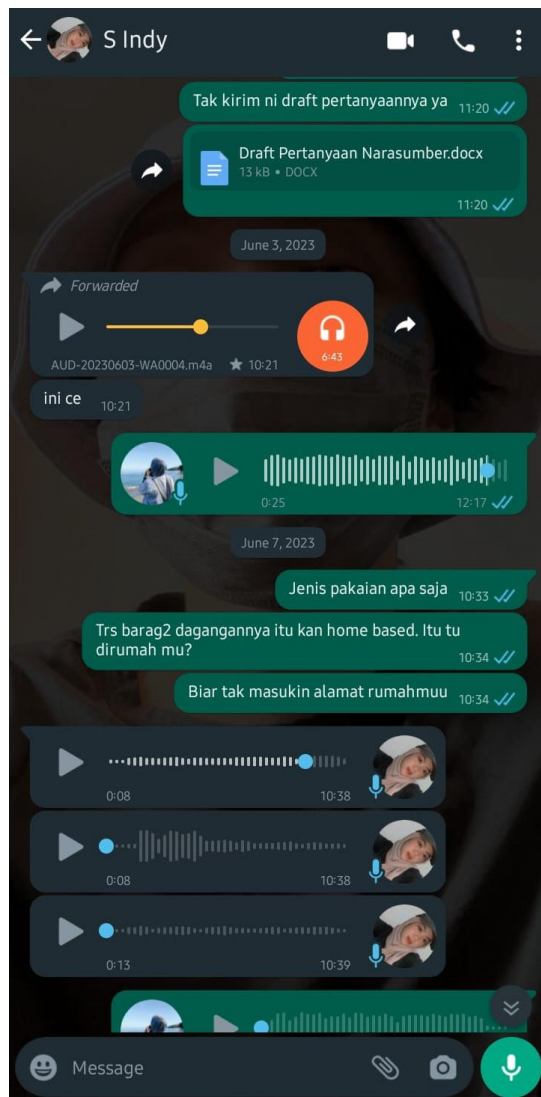 S Indy
Tak kirim ni draft pertanyaannya ya 11:20
Draft Pertanyaan Narasumber.docx
13 kB • DOCX
11:20
June 3, 2023
Forwarded
6:43
AUD-20230603-WA0004.m4a 10:21
ini ce 10:21
0:25 12:17
June 7, 2023
Jenis pakaian apa saja 10:33
Trs barag2 dagangannya itu kan home based. Itu tu
dirumah mu? 10:34
Biar tak masukin alamat rumahmuu 10:34
0:08 10:38
0:08 10:38
0:13 10:39
Message